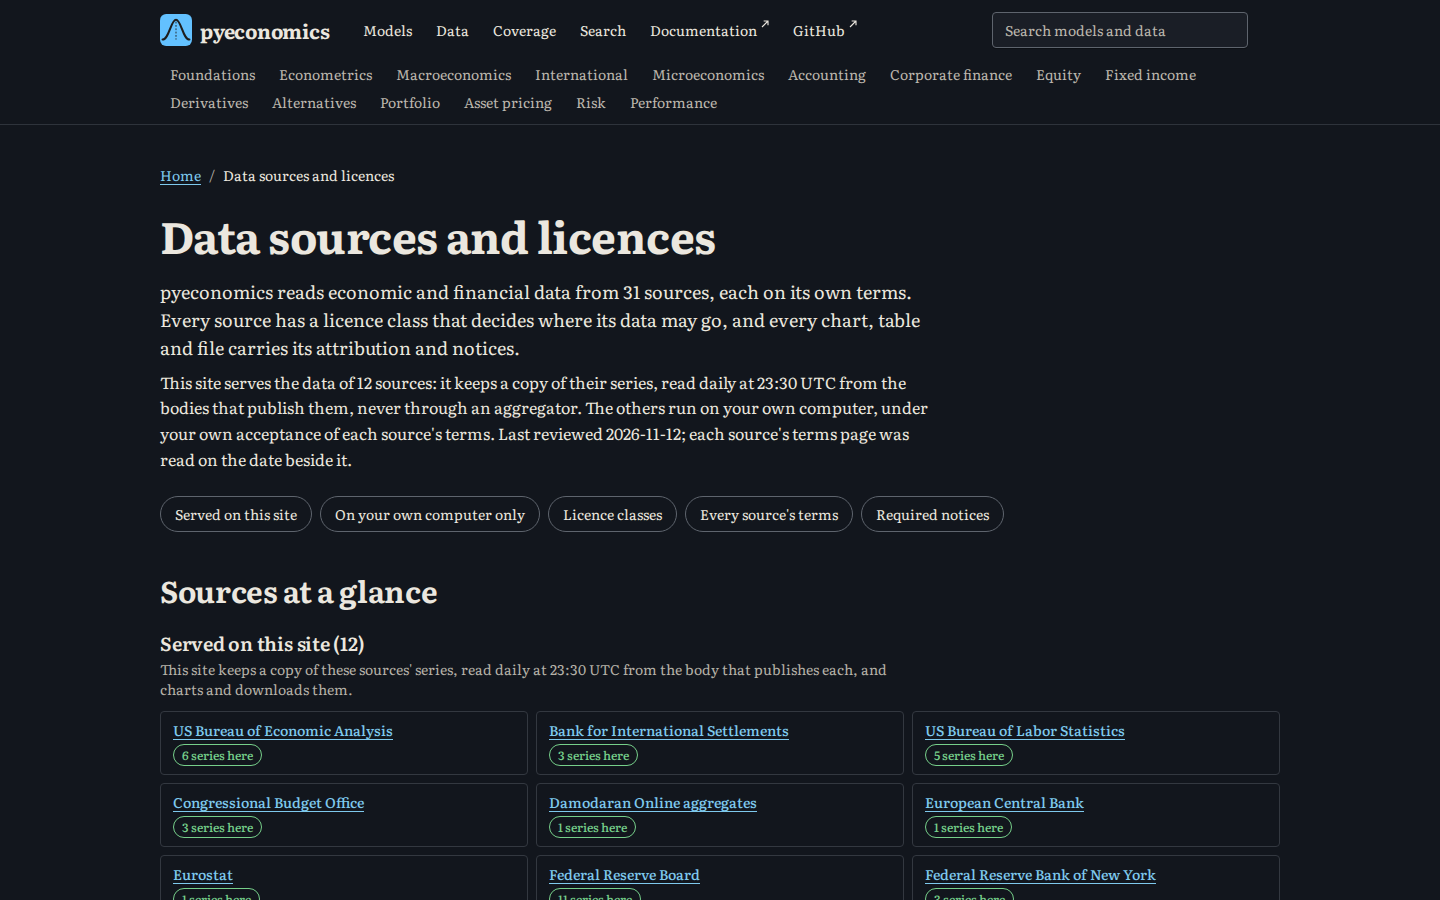 pyeconomics Models Data Coverage Search Documentation GitHub Search models and data
Foundations Econometrics Macroeconomics International Microeconomics Accounting Corporate finance Equity Fixed income
Derivatives Alternatives Portfolio Asset pricing Risk Performance
Home / Data sources and licences
Data sources and licences
pyeconomics reads economic and financial data from 31 sources, each on its own terms.
Every source has a licence class that decides where its data may go, and every chart, table
and file carries its attribution and notices.
This site serves the data of 12 sources: it keeps a copy of their series, read daily at 23:30 UTC from the
bodies that publish them, never through an aggregator. The others run on your own computer, under
your own acceptance of each source's terms. Last reviewed 2026-11-12; each source's terms page was
read on the date beside it.
Served on this site On your own computer only Licence classes Every source's terms Required notices
Sources at a glance
Served on this site (12)
This site keeps a copy of these sources' series, read daily at 23:30 UTC from the body that publishes each, and
charts and downloads them.
US Bureau of Economic Analysis Bank for International Settlements US Bureau of Labor Statistics
6 series here 3 series here 5 series here
Congressional Budget Office Damodaran Online aggregates European Central Bank
3 series here 1 series here 1 series here
Eurostat Federal Reserve Board Federal Reserve Bank of New York
1 series here 11 series here 3 series here